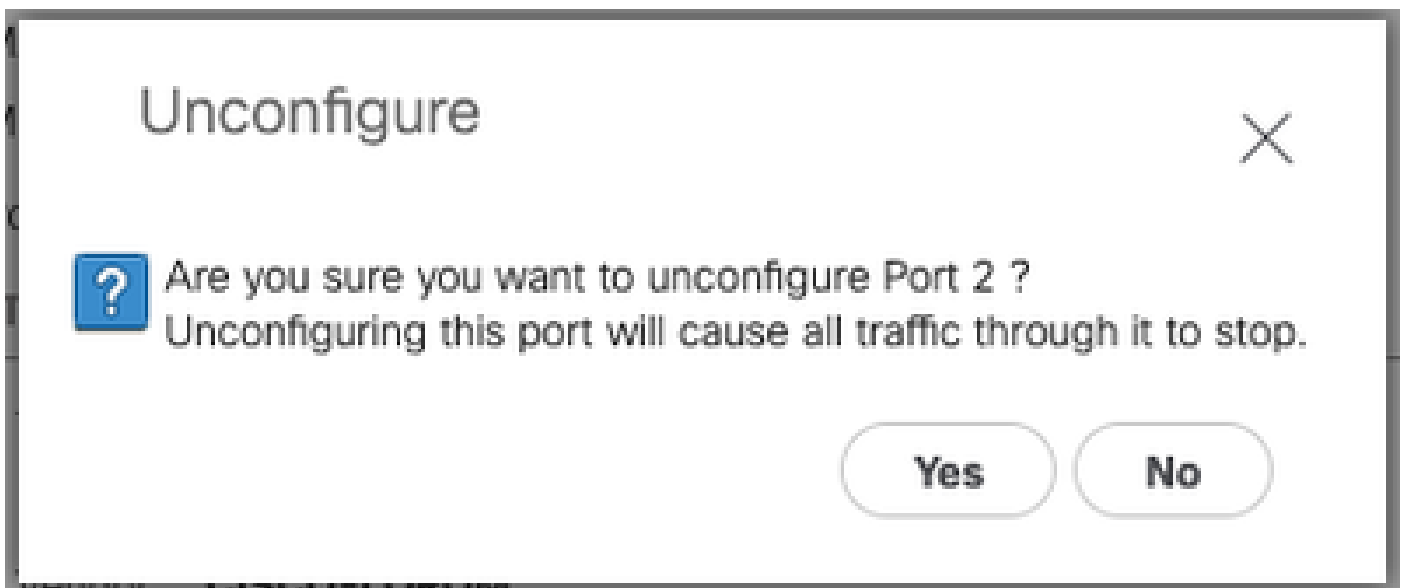 Unconfigure
Are you sure you want to unconfigure Port 2 ?
Unconfiguring this port will cause all traffic through it to stop.
Yes
No